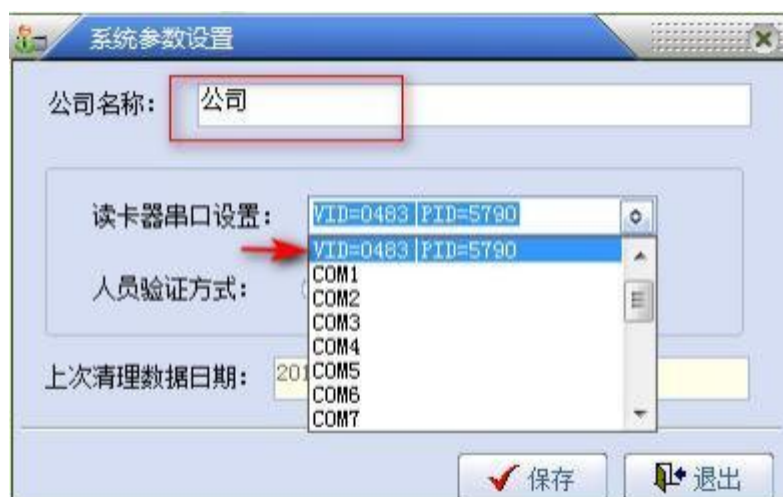 系统参数设置
公司名称： 公司
读卡器串口设置： VID=0483|PID=5790
VID=0483|PID=5790
COM1
人员验证方式：
COM2
COM3
COM4
上次清理数据日期： 201
COM5
COM6
COM7
保存 退出